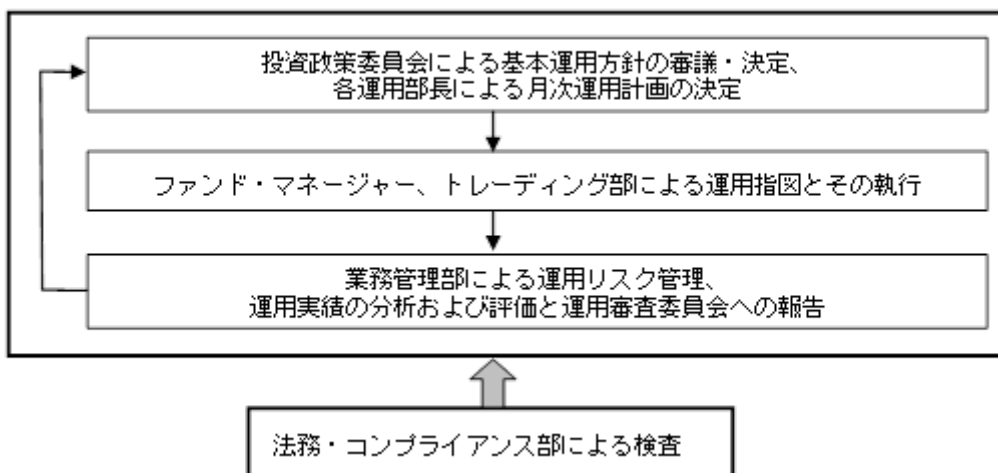 投資政策委員会による基本運用方針の審議・決定、
各運用部長による月次運用計画の決定
ファンド・マネージャー、トレーディング部による運用指図とその執行
業務管理部による運用リスク管理、
運用実績の分析および評価と運用審査委員会への報告
法務・コンプライアンス部による検査